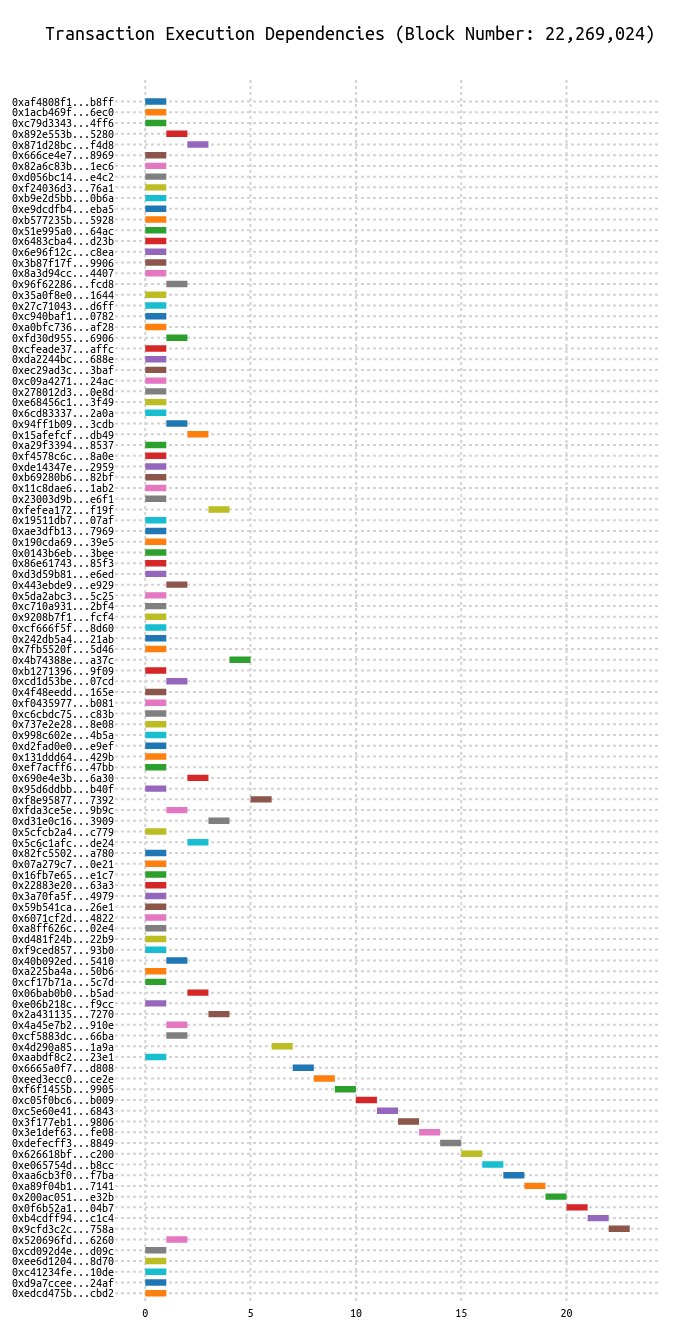 Transaction Execution Dependencies (Block Number: 22,269,024)
0xaf4808f1...b8ff
0x1acb469f...6ec0
0xc79d3343...4ff6
0x892e553b...5280
0x871d28bc...f4d8
0x666ce4e7...8969
0x82a6c83b...1ec6
0xd056bc14...e4c2
0xf24036d3...76a1
0xb9e2d5bb...0b6a
0xe9dcdfb4...eba5
0xb577235b...5928
0x51e995a0...64ac
0x6483cba4...d23b
0x6e96f12c...c8ea
0x3b87f17f...9906
0x8a3d94cc...4407
0x96f62286...fcd8
0x35a0f8e0...1644
0x27c71043...d6ff
0xc940baf1...0782
0xa0bfc736...af28
0xfd30d955...6906
0xcfeade37...affc
0xda2244bc...688e
0xec29ad3c...3baf
0xc09a4271...24ac
0x278012d3...0e8d
0xe68456c1...3f49
0x6cd83337...2a0a
0x94ff1b09...3cdb
0x15afefcf...db49
0xa29f3394...8537
0xf4578c6c...8a0e
0xde14347e...2959
0xb69280b6...82bf
0x11c8dae6...1ab2
0x23003d9b...e6f1
0xfefea172...f19f
0x19511db7...07af
0xae3dfb13...7969
0x190cda69...39e5
0x0143b6eb...3bee
0x86e61743...85f3
0xd3d59b81...e6ed
0x443ebde9...e929
0x5da2abc3...5c25
0xc710a931...2bf4
0x9208b7f1...fcf4
0xcf666f5f...8d60
0x242db5a4...21ab
0x7fb5520f...5d46
0x4b74388e...a37c
0xb1271396...9f09
0xcd1d53be...07cd
0x4f48eedd...165e
0xf0435977...b081
0xc6cbdc75...c83b
0x737e2e28...8e08
0x998c602e...4b5a
0xd2fad0e0...e9ef
0x131ddd64...429b
0xef7acff6...47bb
0x690e4e3b...6a30
0x95d6ddbb...b40f
0xf8e95877...7392
0xfda3ce5e...9b9c
0xd31e0c16...3909
0x5cfcb2a4...c779
0x5c6c1afc...de24
0x82fc5502...a780
0x07a279c7...0e21
0x16fb7e65...e1c7
0x22883e20...63a3
0x3a70fa5f...4979
0x59b541ca...26e1
0x6071cf2d...4822
0xa8ff626c...02e4
0xd481f24b...22b9
0xf9ced857...93b0
0x40b092ed...5410
0xa225ba4a...50b6
0xcf17b71a...5c7d
0x06bab0b0...b5ad
0xe06b218c...f9cc
0x2a431135...7270
0x4a45e7b2...910e
0xcf5883dc...66ba
0x4d290a85...1a9a
0xaabdf8c2...23e1
0x6665a0f7...d808
0xeed3ecc0...ce2e
0xf6f1455b...9905
0xc05f0bc6...b009
0xc5e60e41...6843
0x3f177eb1...9806
0x3e1def63...fe08
0xdefecff3...8849
0x626618bf...c200
0xe065754d...b8cc
0xaa6cb3f0...f7ba
0xa89f04b1...7141
0x200ac051...e32b
0x0f6b52a1...04b7
0xb4cdff94...c1c4
0x9cfd3c2c...758a
0x520696fd...6260
0xcd092d4e...d09c
0xee6d1204...8d70
0xc41234fe...10de
0xd9a7ccee...24af
0xedcd475b...cbd2
0 5 10 15 20